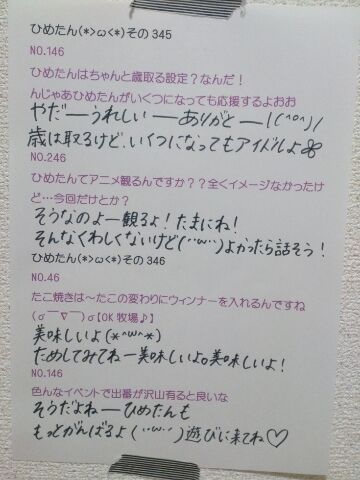 ひめたん(*>ω<*)その345
NO.146
ひめたんはちゃんと歳取る設定？なんだ！
んじゃあひめたんがいくつになっても応援するよおお
やだーうれしいーありがとー！(^o^)/
歳は取るけど、いくつになってもアイドルよ
NO.246
ひめたんてアニメ観るんですか？？全くイメージなかったけ
ど…今回だけとか？
そうなのよー観るよ！たまにね！
そんなくわしくないけど(¨ω¨)よかったら話そう！
ひめたん(*>ω<*)その346
NO.46
たこ焼きは～たこの変わりにウィンナーを入れるんですね
(σ￣∇￣)σ【OK牧場♪】
美味しいよ(*^ω^*)
ためしてみてねー美味しいよ。美味しいよ！
NO.146
色んなイベントで出番が沢山有ると良いな
そうだよねーひめたんも
もっとがんばるよ(¨ω¨)遊びに来てね♡